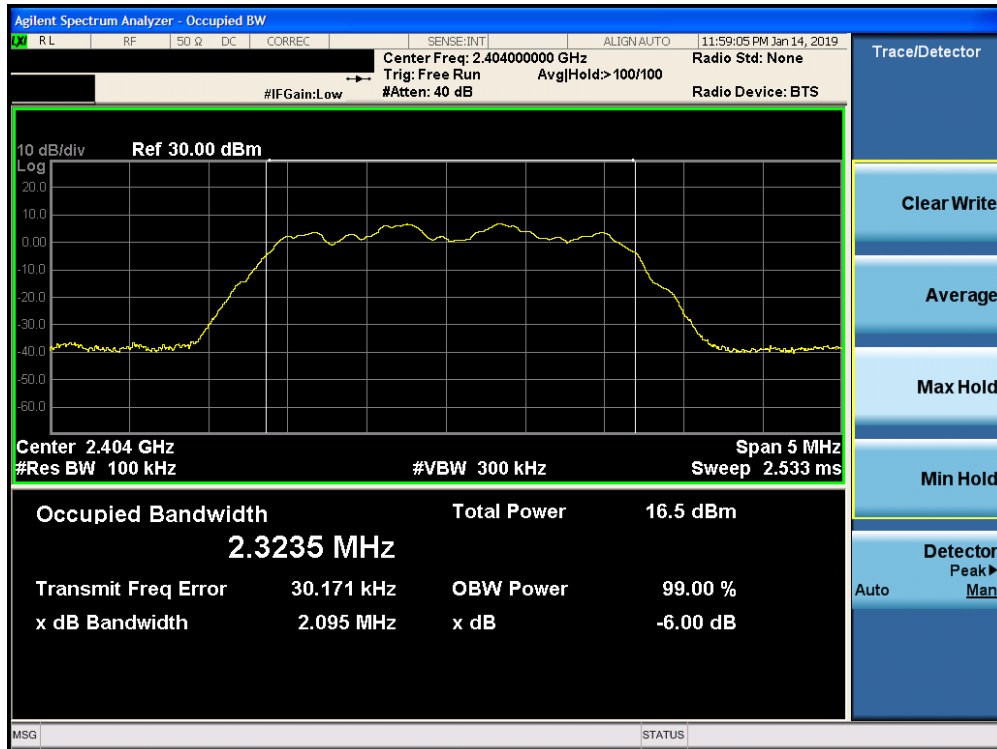 Agilent Spectrum Analyzer - Occupied BW
LXI RL RF 50 Ω DC CORREC SENSE:INT ALIGN AUTO 11:59:05 PM Jan 14, 2019
Center Freq: 2.404000000 GHz Radio Std: None
Trig: Free Run Avg|Hold:> 100/100
#IFGain:Low #Atten: 40 dB Radio Device: BTS
Trace/Detector
10 dB/div Ref 30.00 dBm
Log
20.0
10.0
0.00
-10.0
-20.0
-30.0
-40.0
-50.0
-60.0
Center 2.404 GHz Span 5 MHz
#Res BW 100 kHz #VBW 300 kHz Sweep 2.533 ms
Occupied Bandwidth Total Power 16.5 dBm
2.3235 MHz
Transmit Freq Error 30.171 kHz OBW Power 99.00 %
x dB Bandwidth 2.095 MHz x dB -6.00 dB
Clear Write
Average
Max Hold
Min Hold
Detector
Peak▶
Auto Man
MSG STATUS